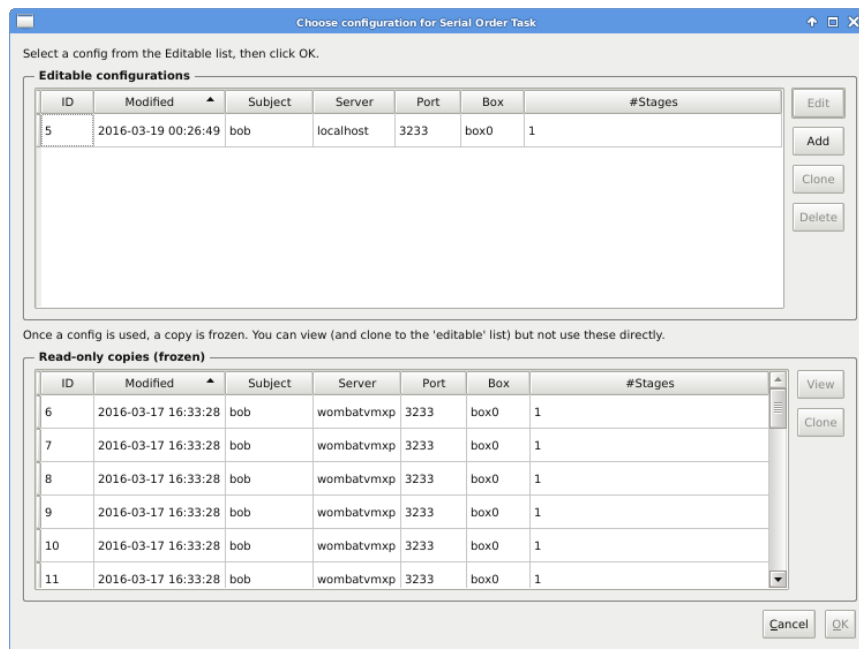 Choose configuration for Serial Order Task
Select a config from the Editable list, then click OK.
Editable configurations
ID Modified Subject Server Port Box #Stages
5 2016-03-19 00:26:49 bob localhost 3233 box0 1
Edit
Add
Clone
Delete
Once a config is used, a copy is frozen. You can view (and clone to the 'editable' list) but not use these directly.
Read-only copies (frozen)
ID Modified Subject Server Port Box #Stages
6 2016-03-17 16:33:28 bob wombatvmxp 3233 box0 1
7 2016-03-17 16:33:28 bob wombatvmxp 3233 box0 1
8 2016-03-17 16:33:28 bob wombatvmxp 3233 box0 1
9 2016-03-17 16:33:28 bob wombatvmxp 3233 box0 1
10 2016-03-17 16:33:28 bob wombatvmxp 3233 box0 1
11 2016-03-17 16:33:28 bob wombatvmxp 3233 box0 1
View
Clone
Cancel OK